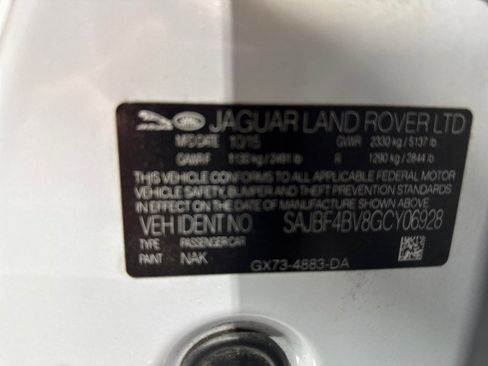 JAGUAR LAND ROVER LTD
MFD DATE 10/15 GVWR 2330 kg / 5137 lb
GAWR F 1130 kg / 2491 lb R 1290 kg / 2844 lb
THIS VEHICLE CONFORMS TO ALL APPLICABLE FEDERAL MOTOR
VEHICLE SAFETY, BUMPER AND THEFT PREVENTION STANDARDS
IN EFFECT ON THE DATE OF MANUFACTURE SHOWN ABOVE
VEH IDENT NO SAJBF4BV8GCY06928
TYPE PASSENGER CAR
PAINT NAK
GX73-4883-DA